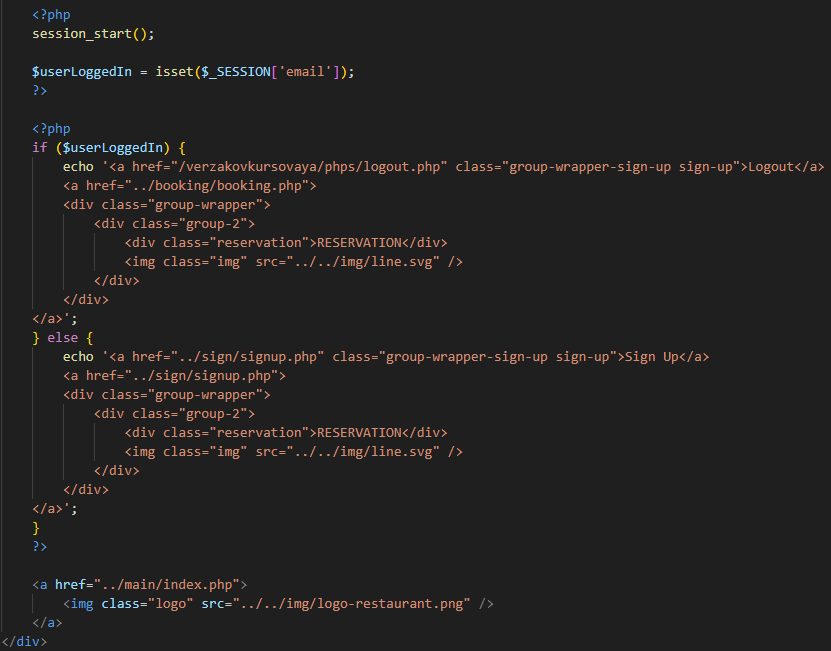 <?php
session_start();
$userLoggedIn = isset($_SESSION['email']);
?>
<?php
if ($userLoggedIn) {
    echo '<a href="/verzakovkursovaya/phps/logout.php" class="group-wrapper-sign-up sign-up">Logout</a>
    <a href="../booking/booking.php">
    <div class="group-wrapper">
        <div class="group-2">
            <div class="reservation">RESERVATION</div>
            <img class="img" src="../../img/line.svg" />
        </div>
    </div>
</a>';
} else {
    echo '<a href="../sign/signup.php" class="group-wrapper-sign-up sign-up">Sign Up</a>
    <a href="../sign/signup.php">
    <div class="group-wrapper">
        <div class="group-2">
            <div class="reservation">RESERVATION</div>
            <img class="img" src="../../img/line.svg" />
        </div>
    </div>
</a>';
}
?>
<a href="../main/index.php">
    <img class="logo" src="../../img/logo-restaurant.png" />
</a>
</div>